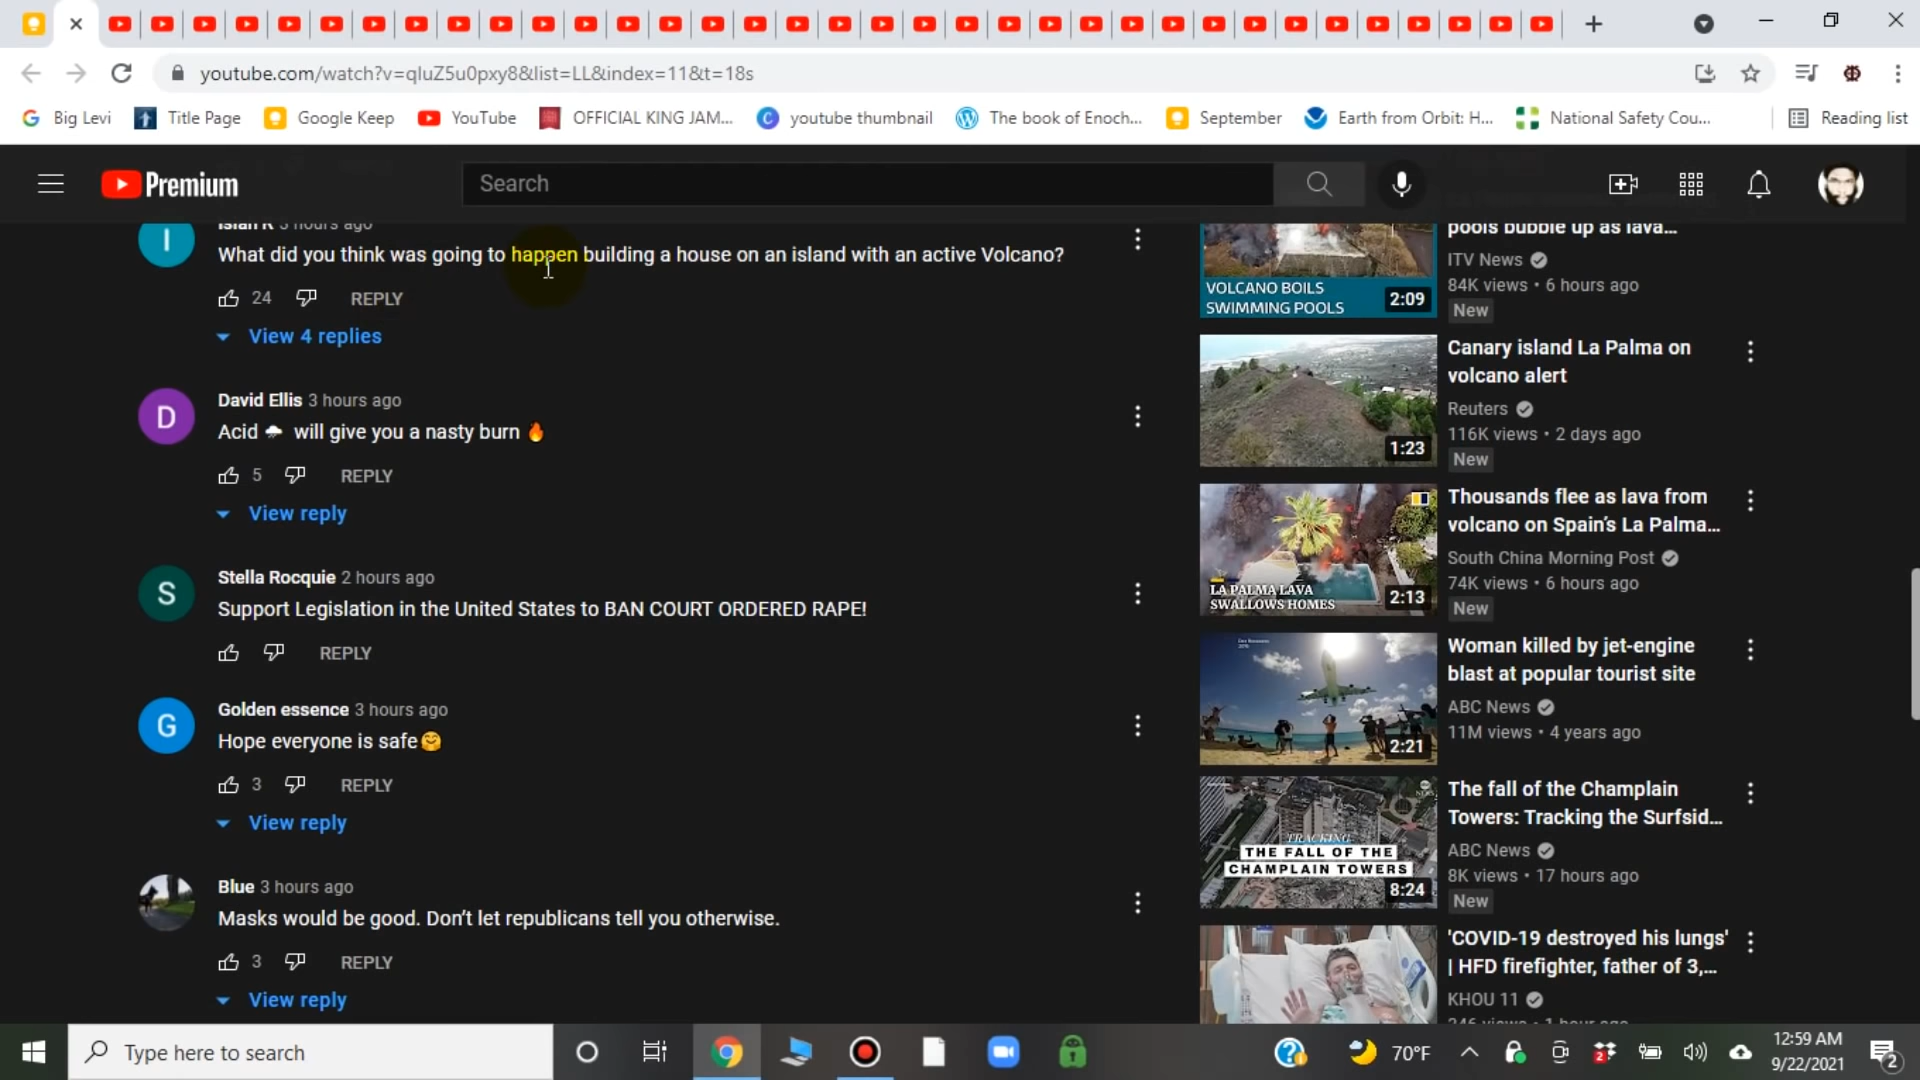 youtube.com/watch?v=qIuZ5u0pxy8&list=LL&index=11&t=18s
Big Levi
Title Page
Google Keep
YouTube
OFFICIAL KING JAM...
youtube thumbnail
The book of Enoch...
September
Earth from Orbit: H...
National Safety Cou...
Reading list
Premium
Search
3 hours ago
I
What did you think was going to happen building a house on an island with an active Volcano?
24
REPLY
View 4 replies
D
David Ellis 3 hours ago
Acid 🌧 will give you a nasty burn 🔥
5
REPLY
View reply
S
Stella Rocquie 2 hours ago
Support Legislation in the United States to BAN COURT ORDERED RAPE!
REPLY
G
Golden essence 3 hours ago
Hope everyone is safe🤗
3
REPLY
View reply
Blue 3 hours ago
Masks would be good. Don't let republicans tell you otherwise.
3
REPLY
View reply
VOLCANO BOILS
SWIMMING POOLS
2:09
pools bubble up as lava...
ITV News
84K views • 6 hours ago
New
1:23
Canary island La Palma on
volcano alert
Reuters
116K views • 2 days ago
New
LA PALMA LAVA
SWALLOWS HOMES
2:13
Thousands flee as lava from
volcano on Spain's La Palma...
South China Morning Post
74K views • 6 hours ago
New
2:21
Woman killed by jet-engine
blast at popular tourist site
ABC News
11M views • 4 years ago
TRACKING
THE FALL OF THE
CHAMPLAIN TOWERS
8:24
The fall of the Champlain
Towers: Tracking the Surfsid...
ABC News
8K views • 17 hours ago
New
'COVID-19 destroyed his lungs'
| HFD firefighter, father of 3,...
KHOU 11
Type here to search
70°F
2
12:59 AM
9/22/2021
2